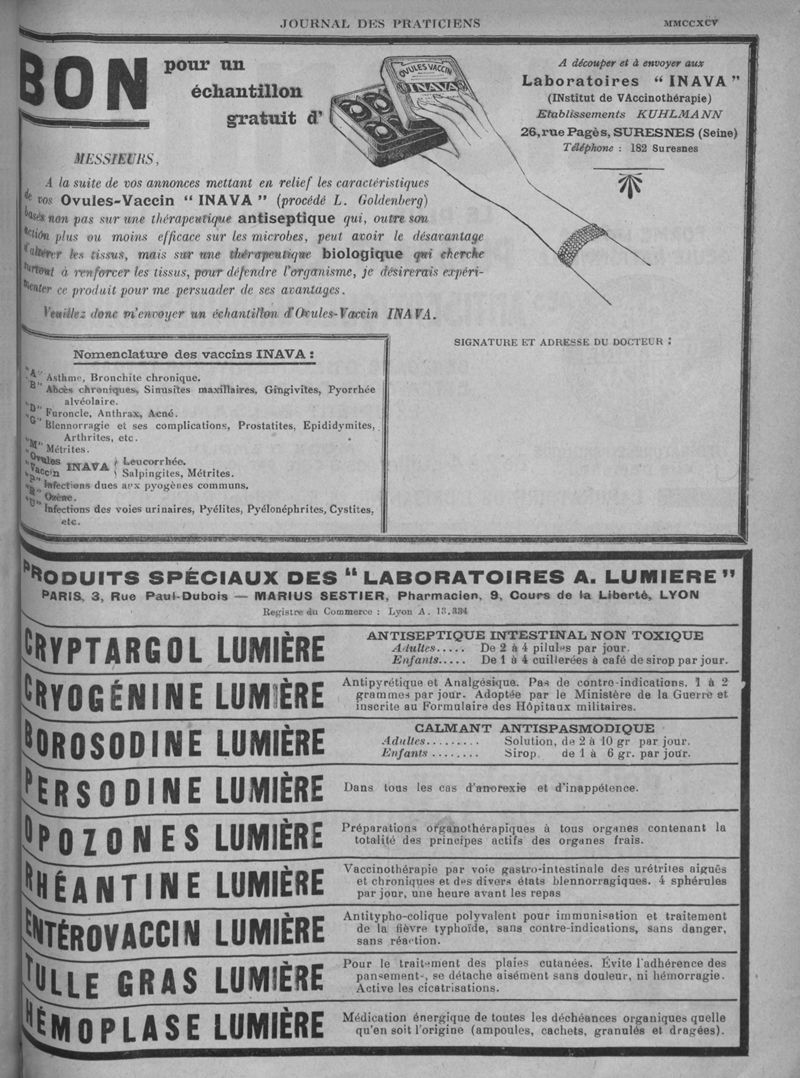 JOURNAL DES PRATICIENS
MMCCXCV
BON
pour un
échantillon
gratuit d'
OVULES VACCIN
INAVA
A découper et à envoyer aux
Laboratoires “ INAVA ”
(INstitut de VAccinothérapie)
Etablissements KUHLMANN
26, rue Pagès, SURESNES (Seine)
Téléphone : 182 Suresnes
MESSIEURS,
A la suite de vos annonces mettant en relief les caractéristiques
de vos Ovules-Vaccin “ INAVA ” (procédé L. Goldenberg)
basés non pas sur une thérapeutique antiseptique qui, outre son
action plus ou moins efficace sur les microbes, peut avoir le désavantage
d'altérer les tissus, mais sur une thérapeutique biologique qui cherche
surtout à renforcer les tissus, pour défendre l'organisme, je désirerais expéri-
menter ce produit pour me persuader de ses avantages.
Veuillez donc m'envoyer un échantillon d'Ovules-Vaccin INAVA.
SIGNATURE ET ADRESSE DU DOCTEUR :
Nomenclature des vaccins INAVA :
“A” Asthme, Bronchite chronique.
“B” Abcès chroniques, Sinusites maxillaires, Gingivites, Pyorrhée
alvéolaire.
“D” Furoncle, Anthrax, Acné.
“G” Blennorragie et ses complications, Prostatites, Epididymites,
Arthrites, etc.
“M” Métrites.
“Ovules Vaccin INAVA } Leucorrhée.
Salpingites, Métrites.
“P” Infections dues aux pyogènes communs.
“R” Ozène.
“U” Infections des voies urinaires, Pyélites, Pyélonéphrites, Cystites,
etc.
PRODUITS SPÉCIAUX DES “ LABORATOIRES A. LUMIERE ”
PARIS, 3, Rue Paul-Dubois — MARIUS SESTIER, Pharmacien, 9, Cours de la Liberté, LYON
Registre du Commerce : Lyon A. 13.334
CRYPTARGOL LUMIÈRE
ANTISEPTIQUE INTESTINAL NON TOXIQUE
Adultes..... De 2 à 4 pilules par jour.
Enfants..... De 1 à 4 cuillerées à café de sirop par jour.
CRYOGÉNINE LUMIÈRE
Antipyrétique et Analgésique. Pas de contre-indications. 1 à 2
grammes par jour. Adoptée par le Ministère de la Guerre et
inscrite au Formulaire des Hôpitaux militaires.
BOROSODINE LUMIÈRE
CALMANT ANTISPASMODIQUE
Adultes......... Solution, de 2 à 10 gr par jour.
Enfants ........ Sirop. de 1 à 6 gr. par jour.
PERSODINE LUMIÈRE
Dans tous les cas d'anorexie et d'inappétence.
OPOZONES LUMIÈRE
Préparations organothérapiques à tous organes contenant la
totalité des principes actifs des organes frais.
RHÉANTINE LUMIÈRE
Vaccinothérapie par voie gastro-intestinale des urétrites aiguës
et chroniques et des divers états blennorragiques. 4 sphérules
par jour, une heure avant les repas
ENTÉROVACCIN LUMIÈRE
Antitypho-colique polyvalent pour immunisation et traitement
de la fièvre typhoïde, sans contre-indications, sans danger,
sans réaction.
TULLE GRAS LUMIÈRE
Pour le traitement des plaies cutanées. Évite l'adhérence des
pansements, se détache aisément sans douleur, ni hémorragie.
Active les cicatrisations.
HÉMOPLASE LUMIÈRE
Médication énergique de toutes les déchéances organiques quelle
qu'en soit l'origine (ampoules, cachets, granulés et dragées).